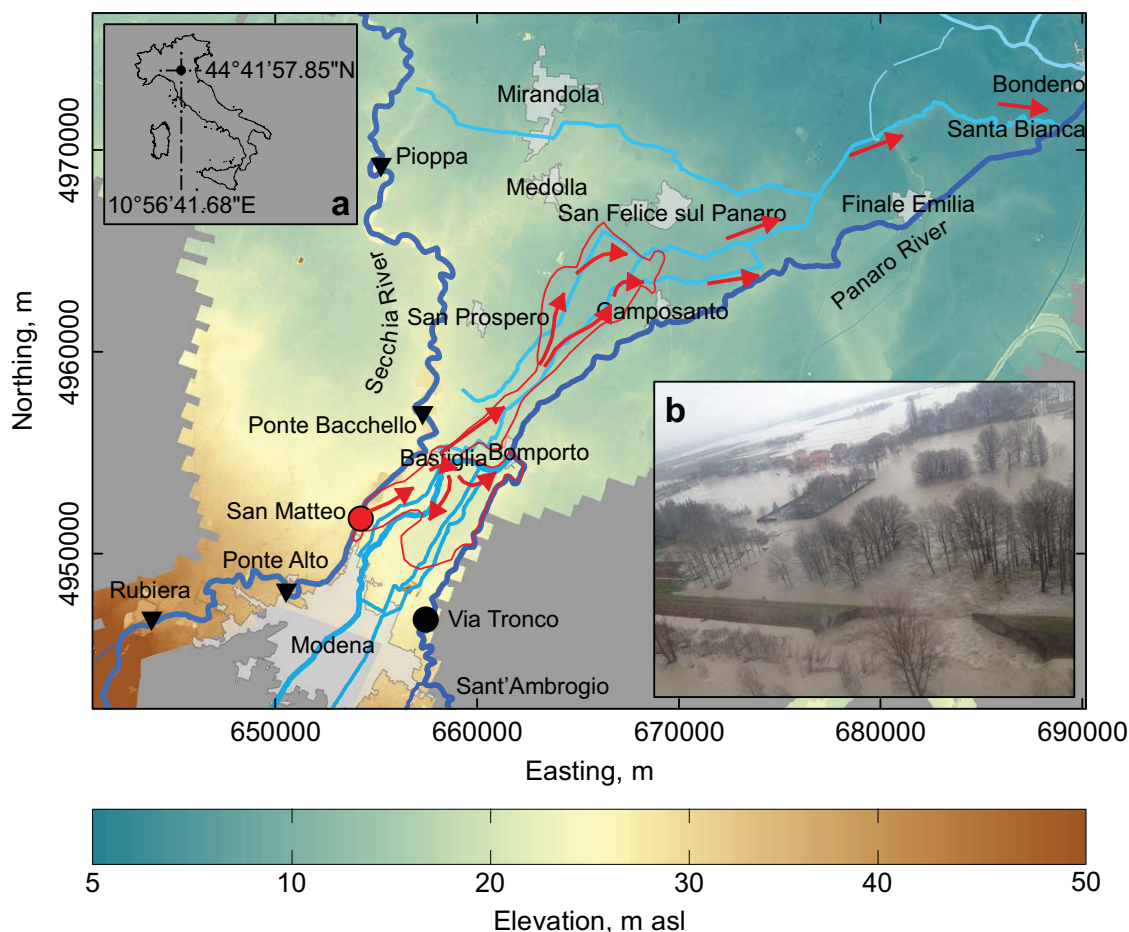 44°41’57.85"N
10°56’41.68"E
a
Bondeno
Santa Bianca
Mirandola
Pioppa
Medolla
San Felice sul Panaro
Finale Emilia
Panaro River
Secchia River
San Prospero
Camposanto
Ponte Bacchello
Bastiglia
Bomporto
San Matteo
Ponte Alto
Rubiera
Modena
Via Tronco
Sant’Ambrogio
b
Northing, m
4970000
4960000
4950000
650000 660000 670000 680000 690000
Easting, m
5 10 20 30 40 50
Elevation, m asl